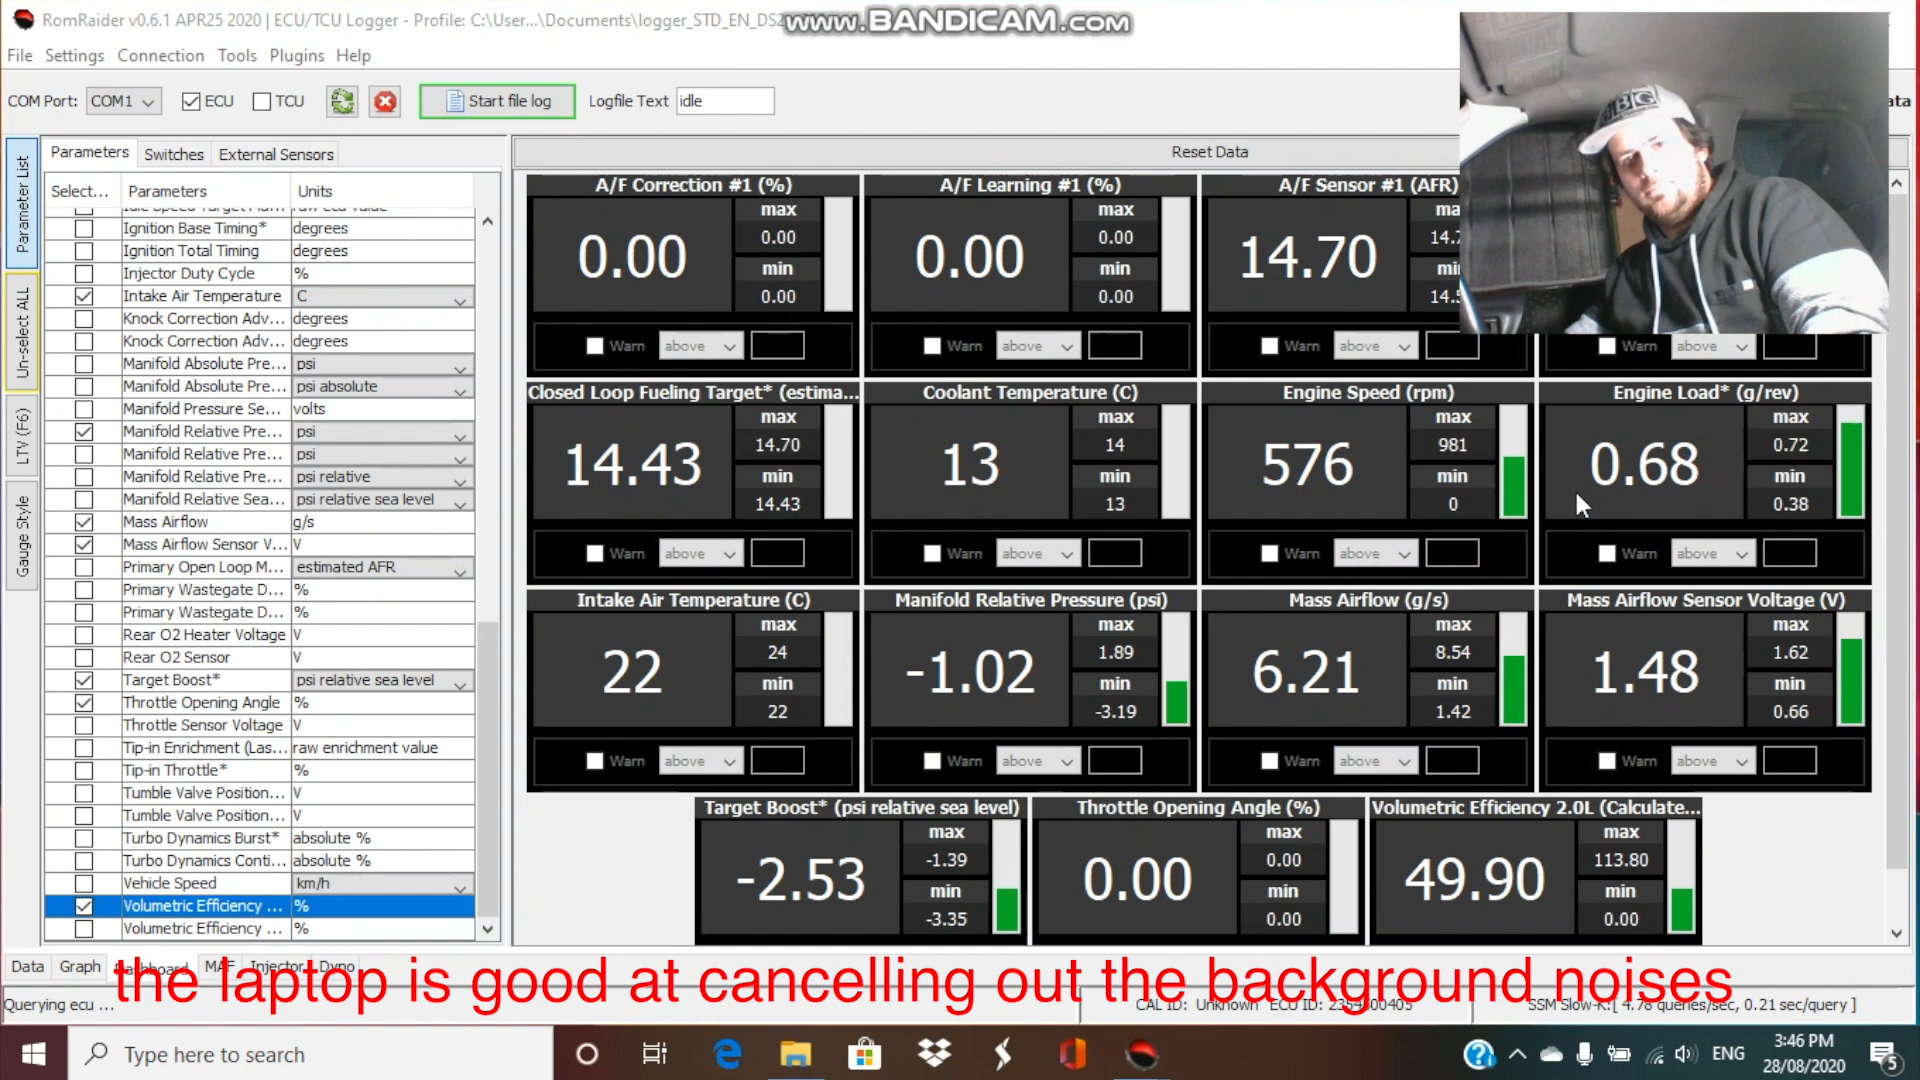 RomRaider v0.6.1 APR25 2020 | ECU/TCU Logger - Profile: C:\User...\Documents\logger_STD_EN_DS2
www.BANDICAM.com
File Settings Connection Tools Plugins Help
COM Port: COM1 ECU TCU Start file log Logfile Text idle
BBG
Parameter List
Un-select ALL
LTV (F6)
Gauge Style
Parameters Switches External Sensors
Select... Parameters Units
Ignition Base Timing* degrees
Ignition Total Timing degrees
Injector Duty Cycle %
Intake Air Temperature C
Knock Correction Adv... degrees
Knock Correction Adv... degrees
Manifold Absolute Pre... psi
Manifold Absolute Pre... psi absolute
Manifold Pressure Se... volts
Manifold Relative Pre... psi
Manifold Relative Pre... psi
Manifold Relative Pre... psi relative
Manifold Relative Sea... psi relative sea level
Mass Airflow g/s
Mass Airflow Sensor V... V
Primary Open Loop M... estimated AFR
Primary Wastegate D... %
Primary Wastegate D... %
Rear O2 Heater Voltage V
Rear O2 Sensor V
Target Boost* psi relative sea level
Throttle Opening Angle %
Throttle Sensor Voltage V
Tip-in Enrichment (Las... raw enrichment value
Tip-in Throttle* %
Tumble Valve Position... V
Tumble Valve Position... V
Turbo Dynamics Burst* absolute %
Turbo Dynamics Conti... absolute %
Vehicle Speed km/h
Volumetric Efficiency ... %
Volumetric Efficiency ... %
Reset Data
A/F Correction #1 (%)
0.00
max
0.00
min
0.00
Warn above
A/F Learning #1 (%)
0.00
max
0.00
min
0.00
Warn above
A/F Sensor #1 (AFR)
14.70
Warn above
Warn above
Closed Loop Fueling Target* (estima...
14.43
max
14.70
min
14.43
Warn above
Coolant Temperature (C)
13
max
14
min
13
Warn above
Engine Speed (rpm)
576
max
981
min
0
Warn above
Engine Load* (g/rev)
0.68
max
0.72
min
0.38
Warn above
Intake Air Temperature (C)
22
max
24
min
22
Warn above
Manifold Relative Pressure (psi)
-1.02
max
1.89
min
-3.19
Warn above
Mass Airflow (g/s)
6.21
max
8.54
min
1.42
Warn above
Mass Airflow Sensor Voltage (V)
1.48
max
1.62
min
0.66
Warn above
Target Boost* (psi relative sea level)
-2.53
max
-1.39
min
-3.35
Throttle Opening Angle (%)
0.00
max
0.00
min
0.00
Volumetric Efficiency 2.0L (Calculate...
49.90
max
113.80
min
0.00
Data Graph Dashboard MAF Injector Dyno
the laptop is good at cancelling out the background noises
Querying ecu ...
CAL ID: Unknown ECU ID: 2354400405
SSM Slow-K:[ 4.78 queries/sec, 0.21 sec/query ]
Type here to search
ENG
3:46 PM
28/08/2020
5